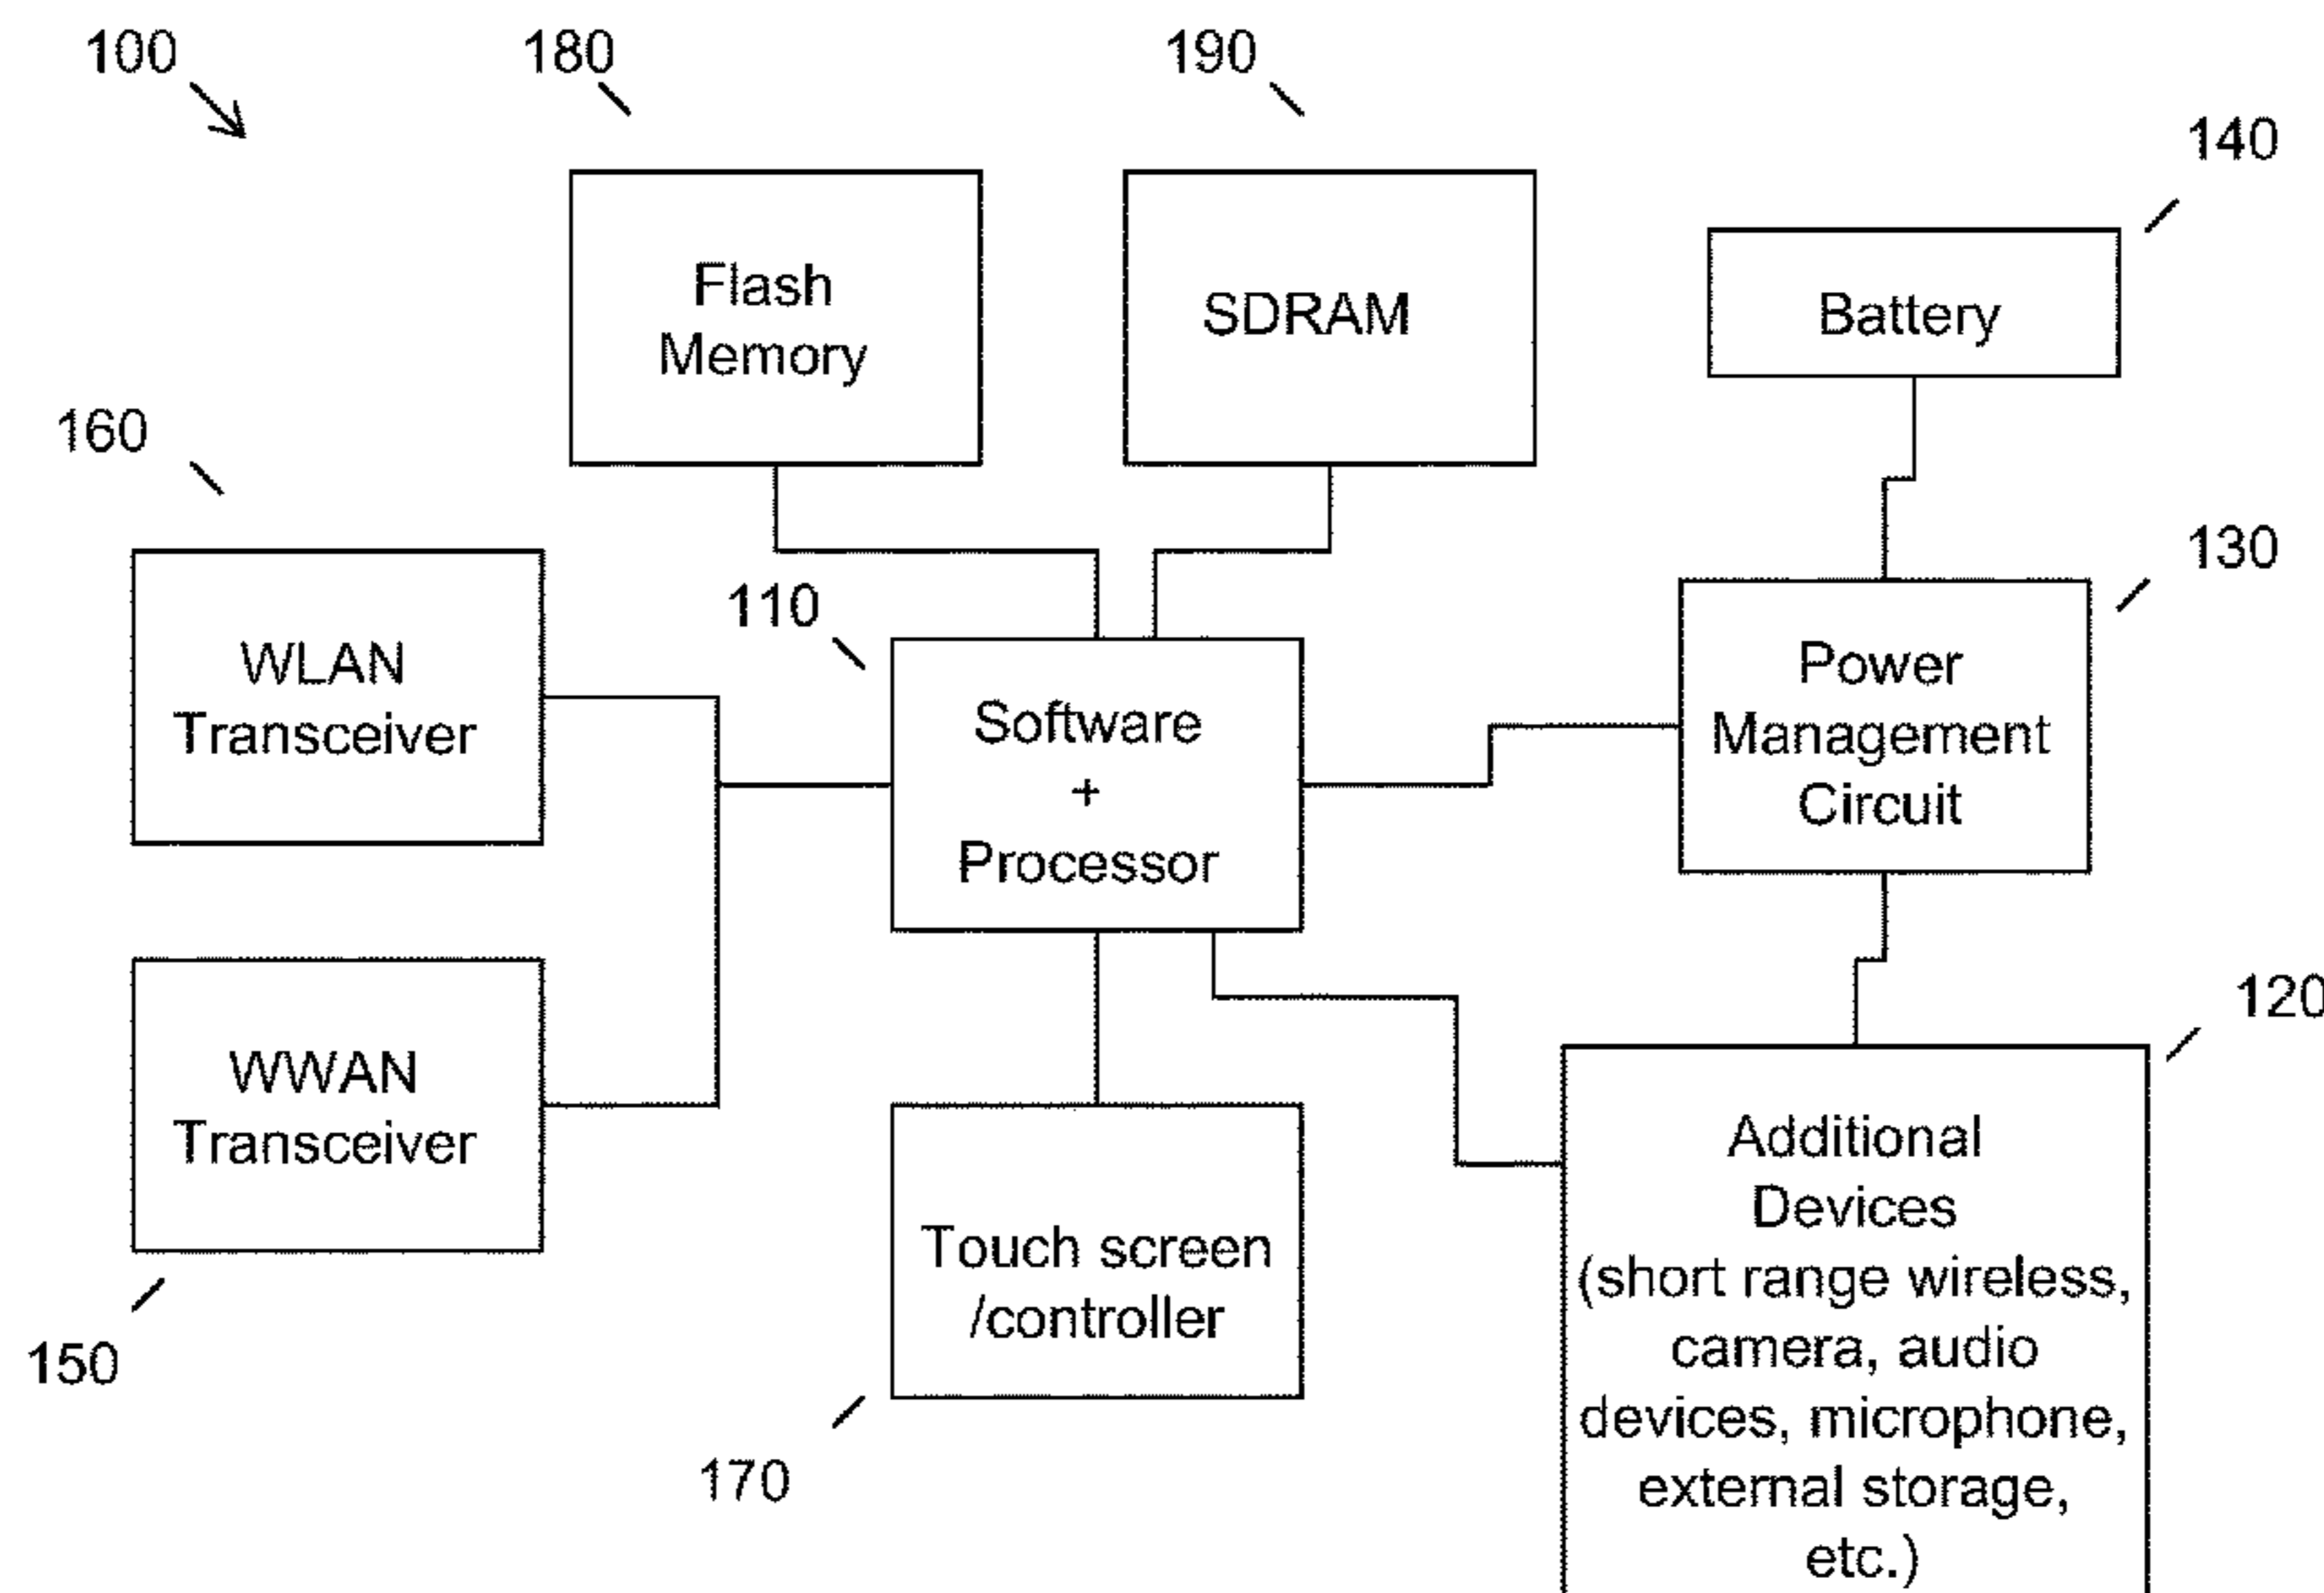 100
180
190
140
Flash
Memory
SDRAM
Battery
160
130
110
WLAN
Transceiver
Software
+
Processor
Power
Management
Circuit
120
WWAN
Transceiver
Touch screen
/controller
Additional
Devices
(short range wireless,
camera, audio
devices, microphone,
external storage,
etc.)
150
170